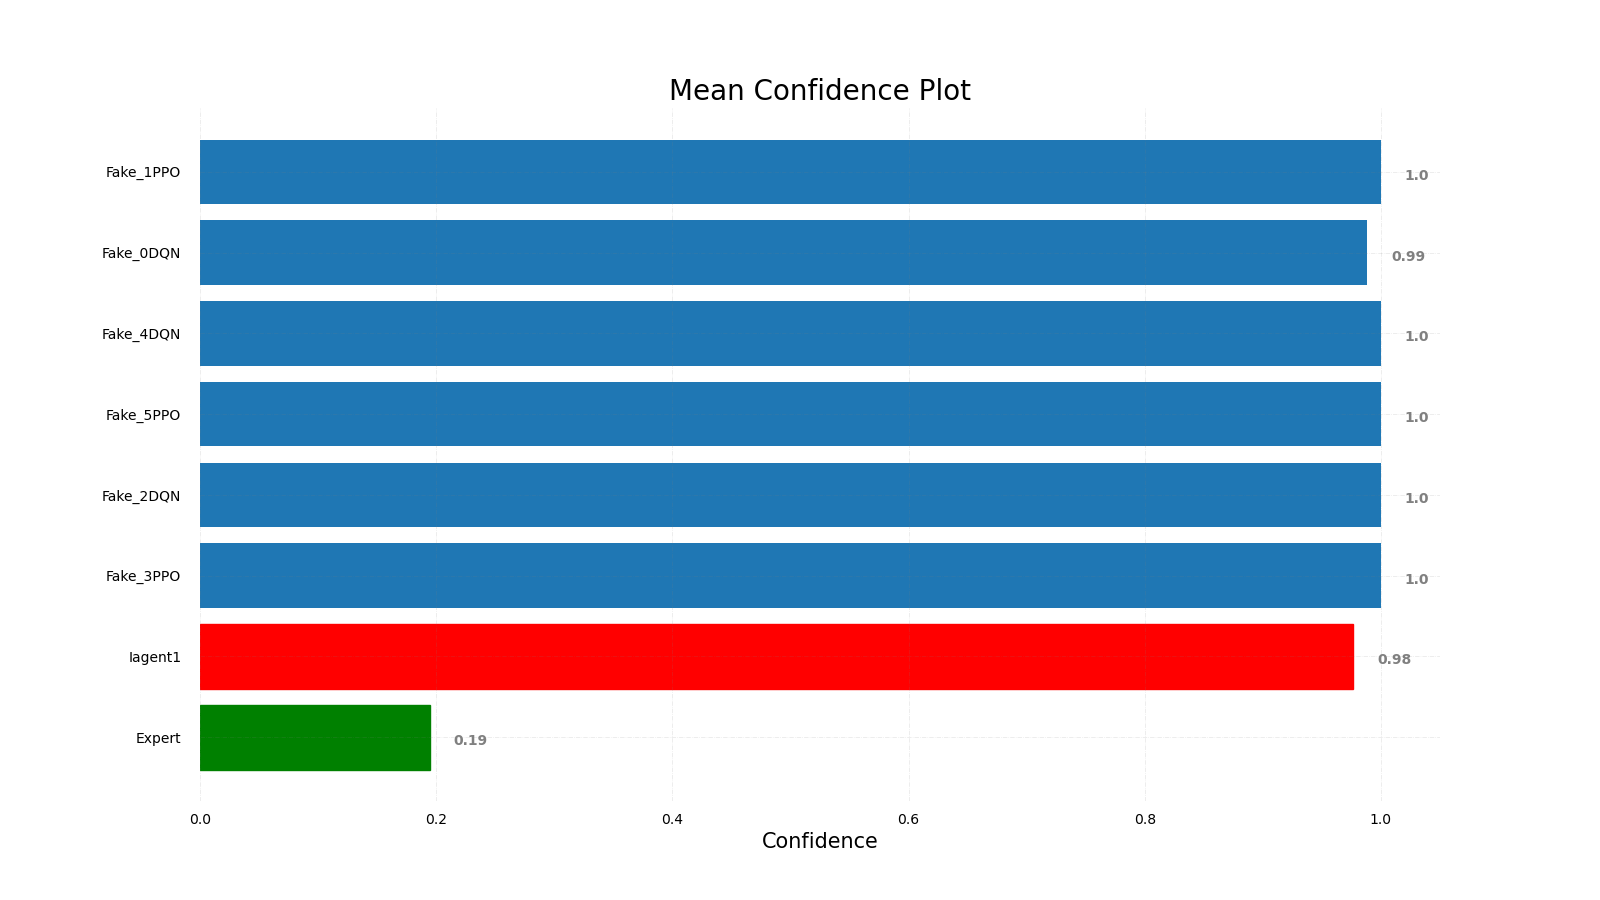 Mean Confidence Plot
Fake_1PPO 1.0
Fake_0DQN 0.99
Fake_4DQN 1.0
Fake_5PPO 1.0
Fake_2DQN 1.0
Fake_3PPO 1.0
Iagent1 0.98
Expert 0.19
0.0 0.2 0.4 0.6 0.8 1.0
Confidence